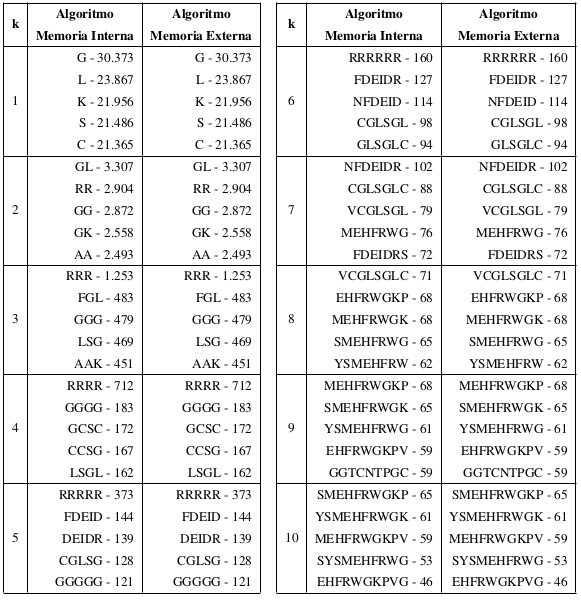 k Algoritmo Memoria Interna Algoritmo Memoria Externa
1
G - 30.373 G - 30.373
L - 23.867 L - 23.867
K - 21.956 K - 21.956
S - 21.486 S - 21.486
C - 21.365 C - 21.365
2
GL - 3.307 GL - 3.307
RR - 2.904 RR - 2.904
GG - 2.872 GG - 2.872
GK - 2.558 GK - 2.558
AA - 2.493 AA - 2.493
3
RRR - 1.253 RRR - 1.253
FGL - 483 FGL - 483
GGG - 479 GGG - 479
LSG - 469 LSG - 469
AAK - 451 AAK - 451
4
RRRR - 712 RRRR - 712
GGGG - 183 GGGG - 183
GCSC - 172 GCSC - 172
CCSG - 167 CCSG - 167
LSGL - 162 LSGL - 162
5
RRRRR - 373 RRRRR - 373
FDEID - 144 FDEID - 144
DEIDR - 139 DEIDR - 139
CGLSG - 128 CGLSG - 128
GGGGG - 121 GGGGG - 121
k Algoritmo Memoria Interna Algoritmo Memoria Externa
6
RRRRRR - 160 RRRRRR - 160
FDEIDR - 127 FDEIDR - 127
NFDEID - 114 NFDEID - 114
CGLSGL - 98 CGLSGL - 98
GLSGLC - 94 GLSGLC - 94
7
NFDEIDR - 102 NFDEIDR - 102
CGLSGLC - 88 CGLSGLC - 88
VCGLSGL - 79 VCGLSGL - 79
MEHFRWG - 76 MEHFRWG - 76
FDEIDRS - 72 FDEIDRS - 72
8
VCGLSGLC - 71 VCGLSGLC - 71
EHFRWGKP - 68 EHFRWGKP - 68
MEHFRWGK - 68 MEHFRWGK - 68
SMEHFRWG - 65 SMEHFRWG - 65
YSMEHFRW - 62 YSMEHFRW - 62
9
MEHFRWGKP - 68 MEHFRWGKP - 68
SMEHFRWGK - 65 SMEHFRWGK - 65
YSMEHFRWG - 61 YSMEHFRWG - 61
EHFRWGKPV - 59 EHFRWGKPV - 59
GGTCNTPGC - 59 GGTCNTPGC - 59
10
SMEHFRWGKP - 65 SMEHFRWGKP - 65
YSMEHFRWGK - 61 YSMEHFRWGK - 61
MEHFRWGKPV - 59 MEHFRWGKPV - 59
SYSMEHFRWG - 53 SYSMEHFRWG - 53
EHFRWGKPVG - 46 EHFRWGKPVG - 46